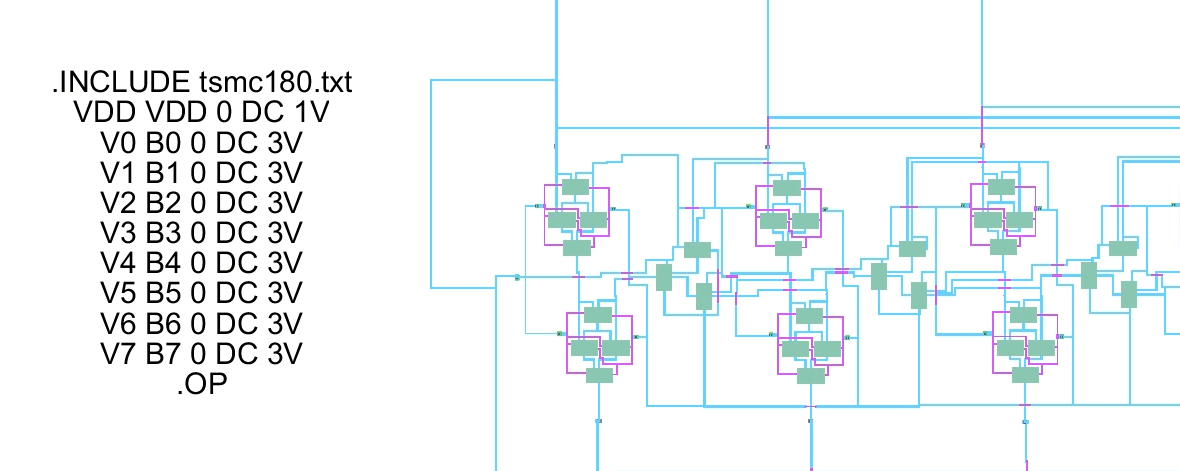 .INCLUDE tsmc180.txt
VDD VDD 0 DC 1V
V0 B0 0 DC 3V
V1 B1 0 DC 3V
V2 B2 0 DC 3V
V3 B3 0 DC 3V
V4 B4 0 DC 3V
V5 B5 0 DC 3V
V6 B6 0 DC 3V
V7 B7 0 DC 3V
.OP